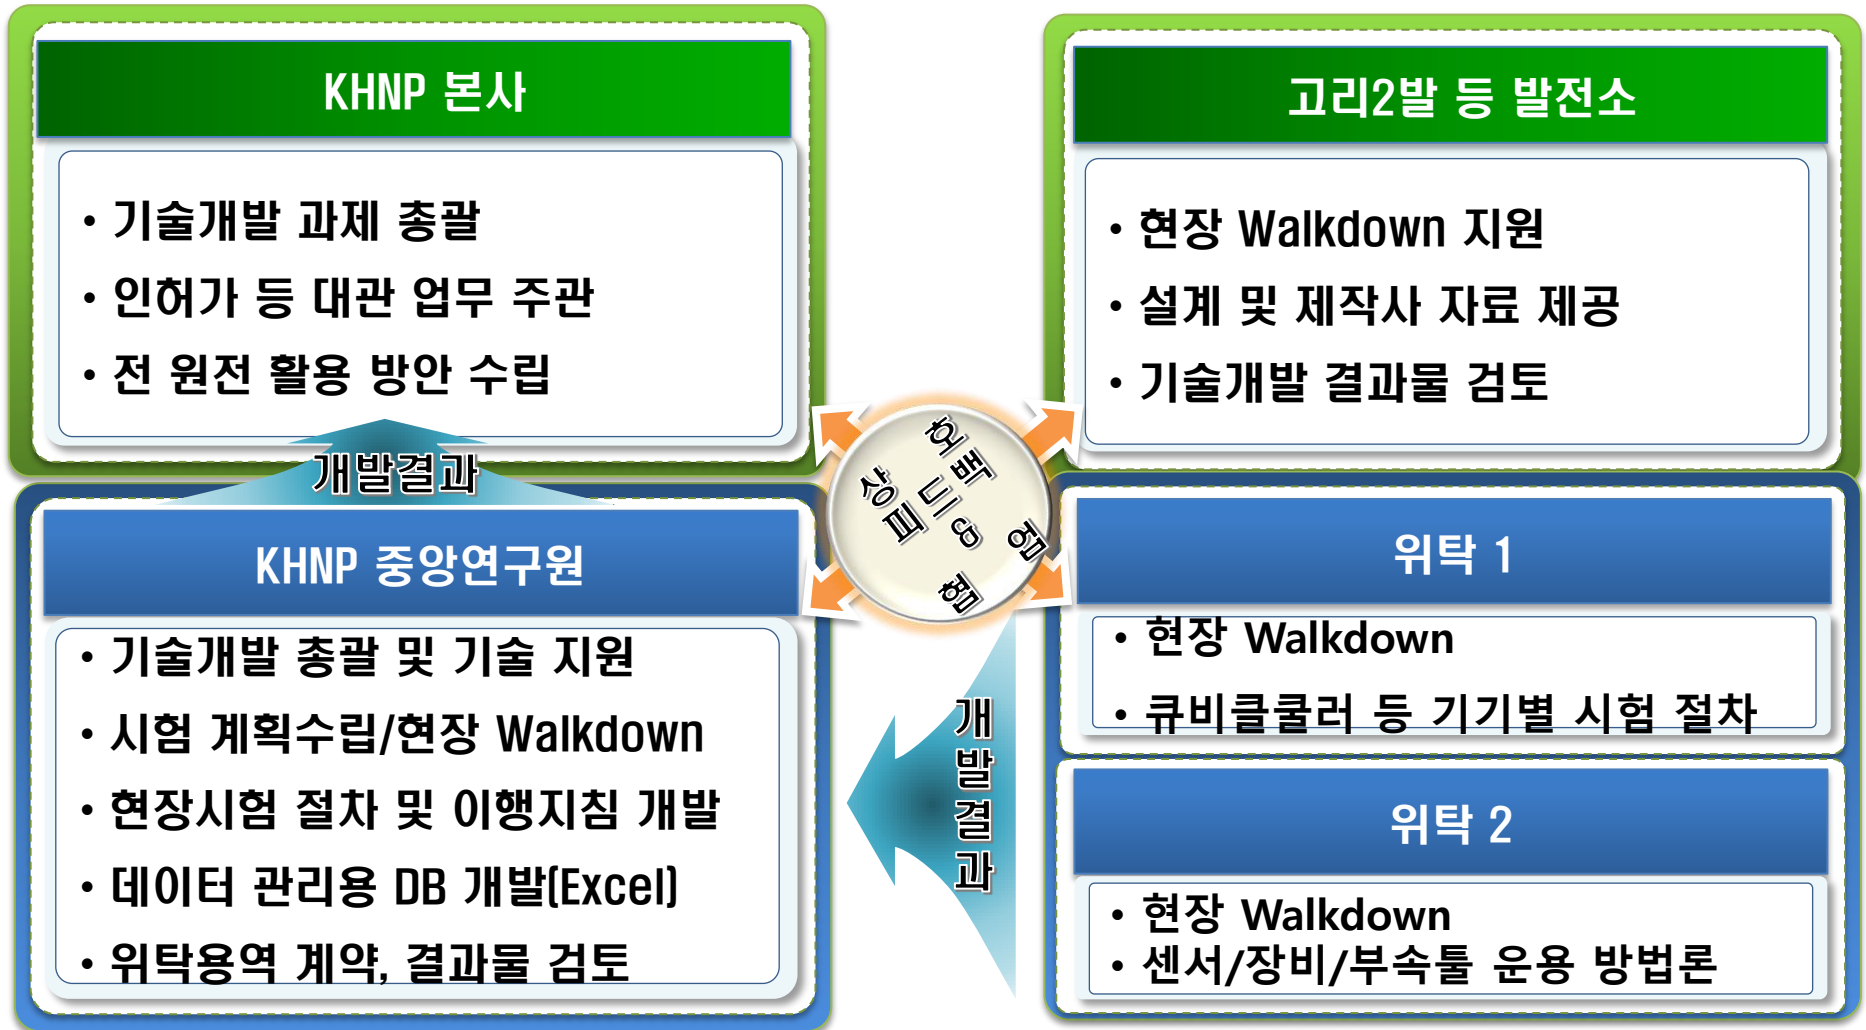 KHNP 본사
• 기술개발 과제 총괄
• 인허가 등 대관 업무 주관
• 전 원전 활용 방안 수립
고리2발 등 발전소
• 현장 Walkdown 지원
• 설계 및 제작사 자료 제공
• 기술개발 결과물 검토
개발결과
KHNP 중앙연구원
• 기술개발 총괄 및 기술 지원
• 시험 계획수립/현장 Walkdown
• 현장시험 절차 및 이행지침 개발
• 데이터 관리용 DB 개발(Excel)
• 위탁용역 계약, 결과물 검토
개발결과
위탁 1
• 현장 Walkdown
• 큐비클쿨러 등 기기별 시험 절차
위탁 2
• 현장 Walkdown
• 센서/장비/부속툴 운용 방법론